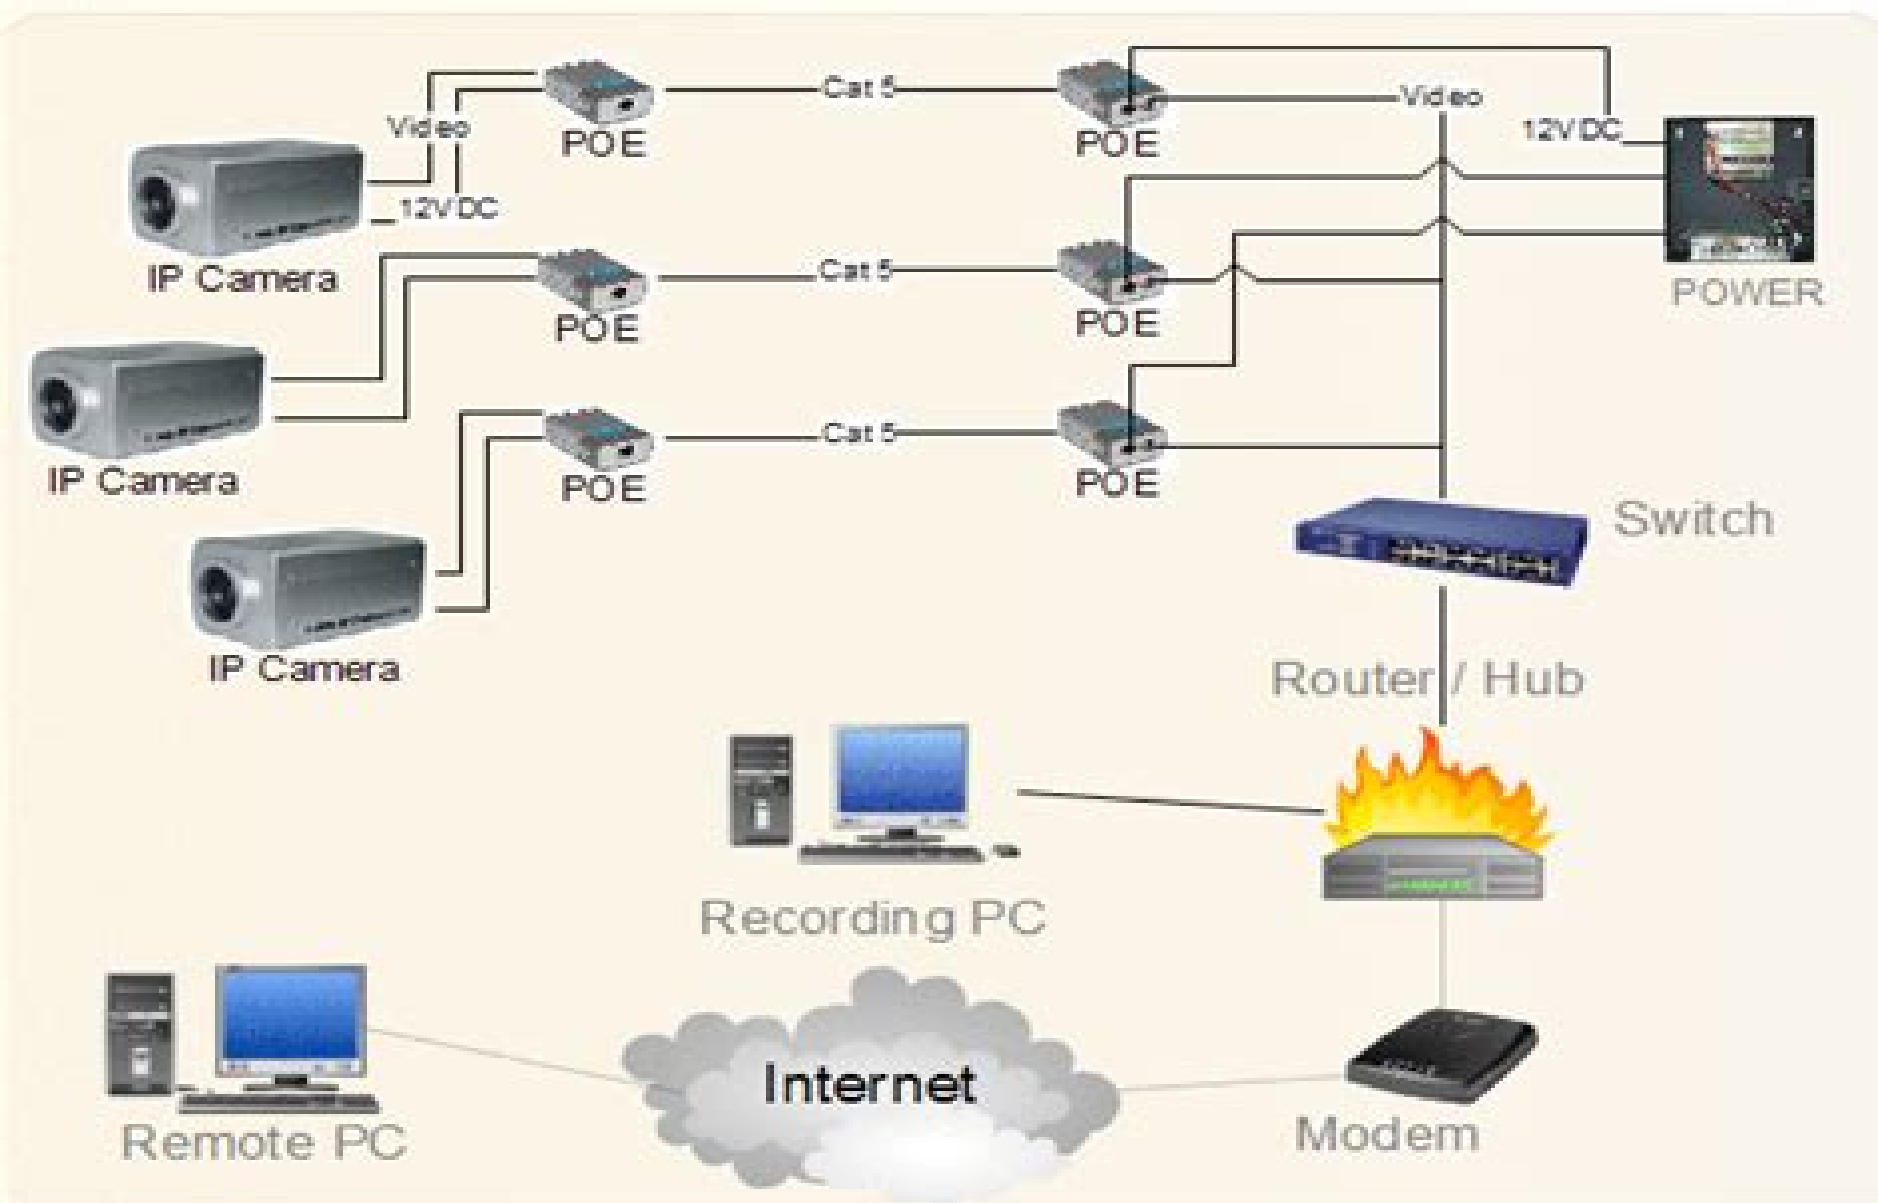 Video
12VDC
IP Camera
POE
Cat 5
POE
Video
12VDC
POWER
IP Camera
POE
Cat 5
POE
IP Camera
POE
Cat 5
POE
Switch
Router / Hub
Recording PC
Remote PC
Internet
Modem